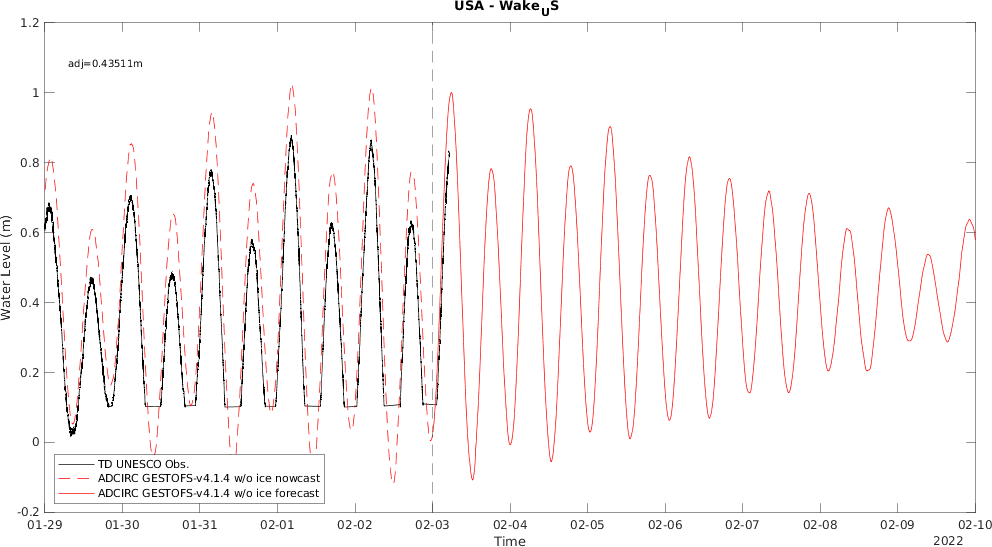 USA - WakeUS
1.2
adj=0.43511m
1
0.8
0.6
0.4
0.2
0
-0.2
Water Level (m)
TD UNESCO Obs.
ADCIRC GESTOFS-v4.1.4 w/o ice nowcast
ADCIRC GESTOFS-v4.1.4 w/o ice forecast
01-29 01-30 01-31 02-01 02-02 02-03 02-04 02-05 02-06 02-07 02-08 02-09 02-10
Time
2022